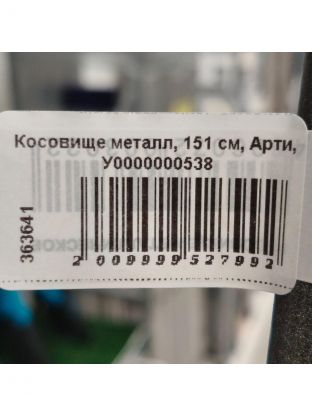 Косовище металл, 151 см, Арти,
У0000000538
363641
2 009999 527992